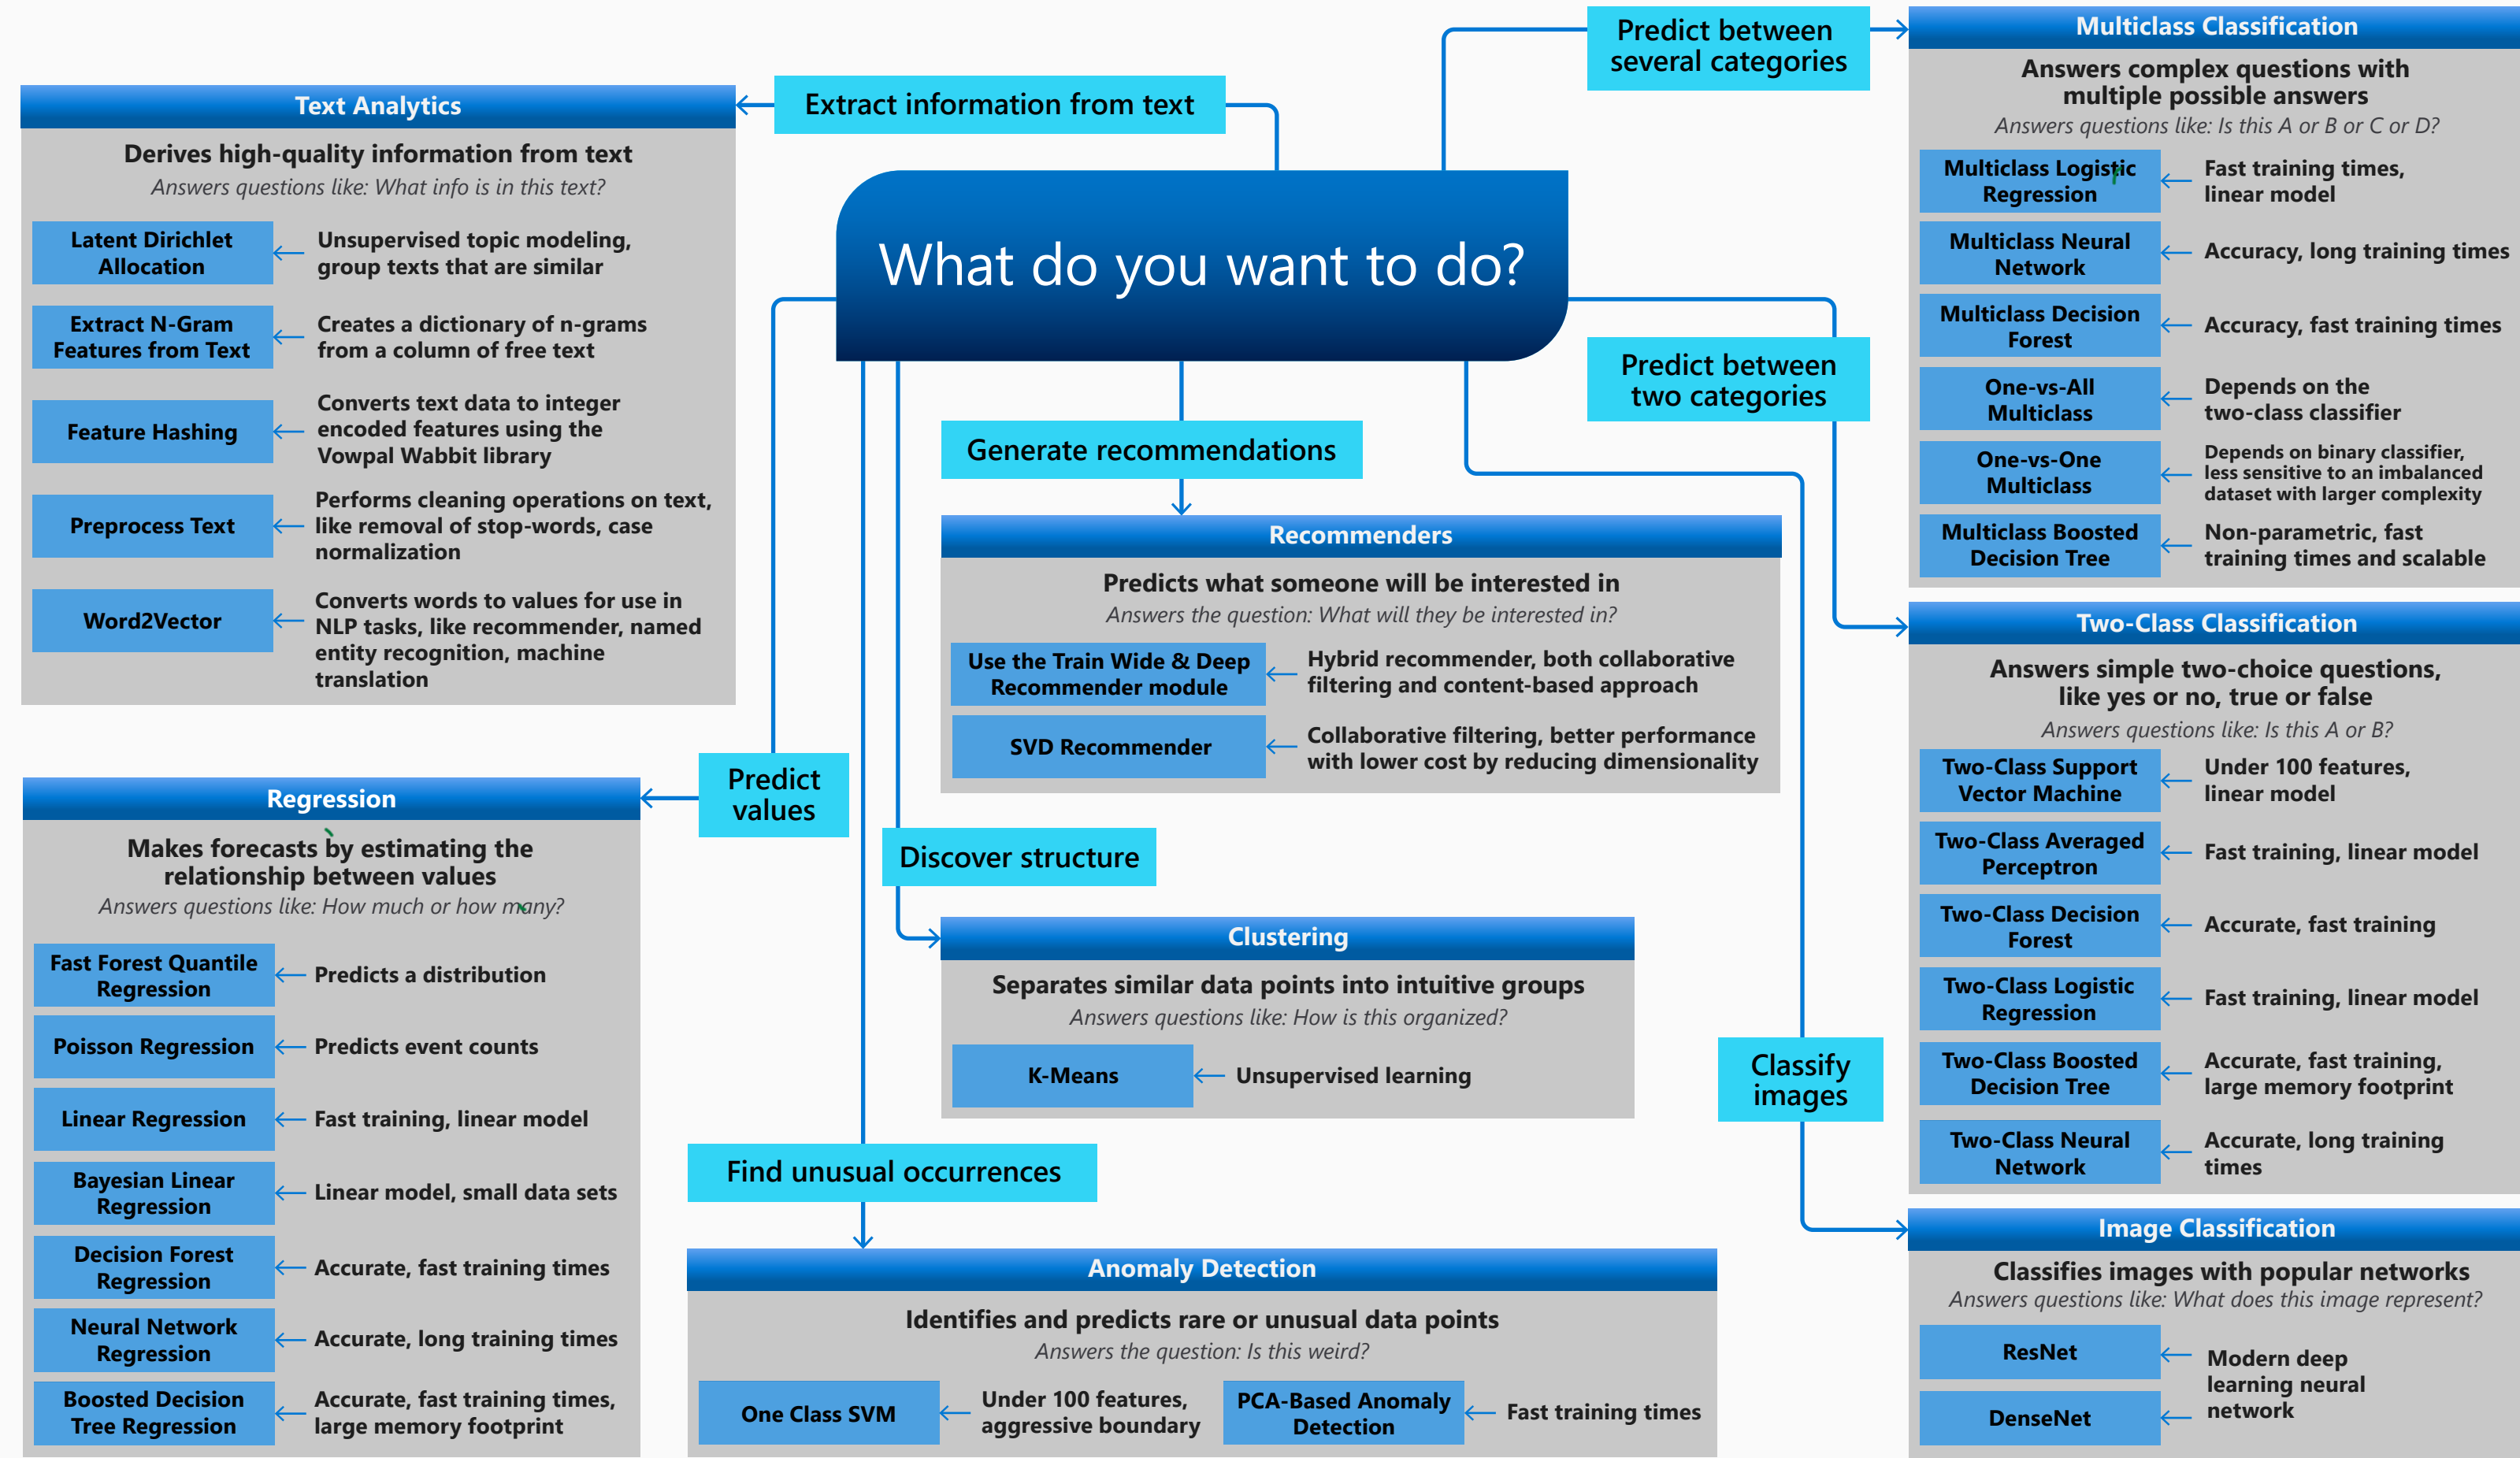 What do you want to do?
Extract information from text
Text Analytics
Derives high-quality information from text
Answers questions like: What info is in this text?
Latent Dirichlet
Allocation
Unsupervised topic modeling,
group texts that are similar
Extract N-Gram
Features from Text
Creates a dictionary of n-grams
from a column of free text
Feature Hashing
Converts text data to integer
encoded features using the
Vowpal Wabbit library
Preprocess Text
Performs cleaning operations on text,
like removal of stop-words, case
normalization
Word2Vector
Converts words to values for use in
NLP tasks, like recommender, named
entity recognition, machine
translation
Predict
values
Regression
Makes forecasts by estimating the
relationship between values
Answers questions like: How much or how many?
Fast Forest Quantile
Regression
Predicts a distribution
Poisson Regression
Predicts event counts
Linear Regression
Fast training, linear model
Bayesian Linear
Regression
Linear model, small data sets
Decision Forest
Regression
Accurate, fast training times
Neural Network
Regression
Accurate, long training times
Boosted Decision
Tree Regression
Accurate, fast training times,
large memory footprint
Generate recommendations
Recommenders
Predicts what someone will be interested in
Answers the question: What will they be interested in?
Use the Train Wide & Deep
Recommender module
Hybrid recommender, both collaborative
filtering and content-based approach
SVD Recommender
Collaborative filtering, better performance
with lower cost by reducing dimensionality
Discover structure
Clustering
Separates similar data points into intuitive groups
Answers questions like: How is this organized?
K-Means
Unsupervised learning
Find unusual occurrences
Anomaly Detection
Identifies and predicts rare or unusual data points
Answers the question: Is this weird?
One Class SVM
Under 100 features,
aggressive boundary
PCA-Based Anomaly
Detection
Fast training times
Predict between
several categories
Multiclass Classification
Answers complex questions with
multiple possible answers
Answers questions like: Is this A or B or C or D?
Multiclass Logistic
Regression
Fast training times,
linear model
Multiclass Neural
Network
Accuracy, long training times
Multiclass Decision
Forest
Accuracy, fast training times
One-vs-All
Multiclass
Depends on the
two-class classifier
One-vs-One
Multiclass
Depends on binary classifier,
less sensitive to an imbalanced
dataset with larger complexity
Multiclass Boosted
Decision Tree
Non-parametric, fast
training times and scalable
Predict between
two categories
Two-Class Classification
Answers simple two-choice questions,
like yes or no, true or false
Answers questions like: Is this A or B?
Two-Class Support
Vector Machine
Under 100 features,
linear model
Two-Class Averaged
Perceptron
Fast training, linear model
Two-Class Decision
Forest
Accurate, fast training
Two-Class Logistic
Regression
Fast training, linear model
Two-Class Boosted
Decision Tree
Accurate, fast training,
large memory footprint
Two-Class Neural
Network
Accurate, long training
times
Classify
images
Image Classification
Classifies images with popular networks
Answers questions like: What does this image represent?
ResNet
DenseNet
Modern deep
learning neural
network